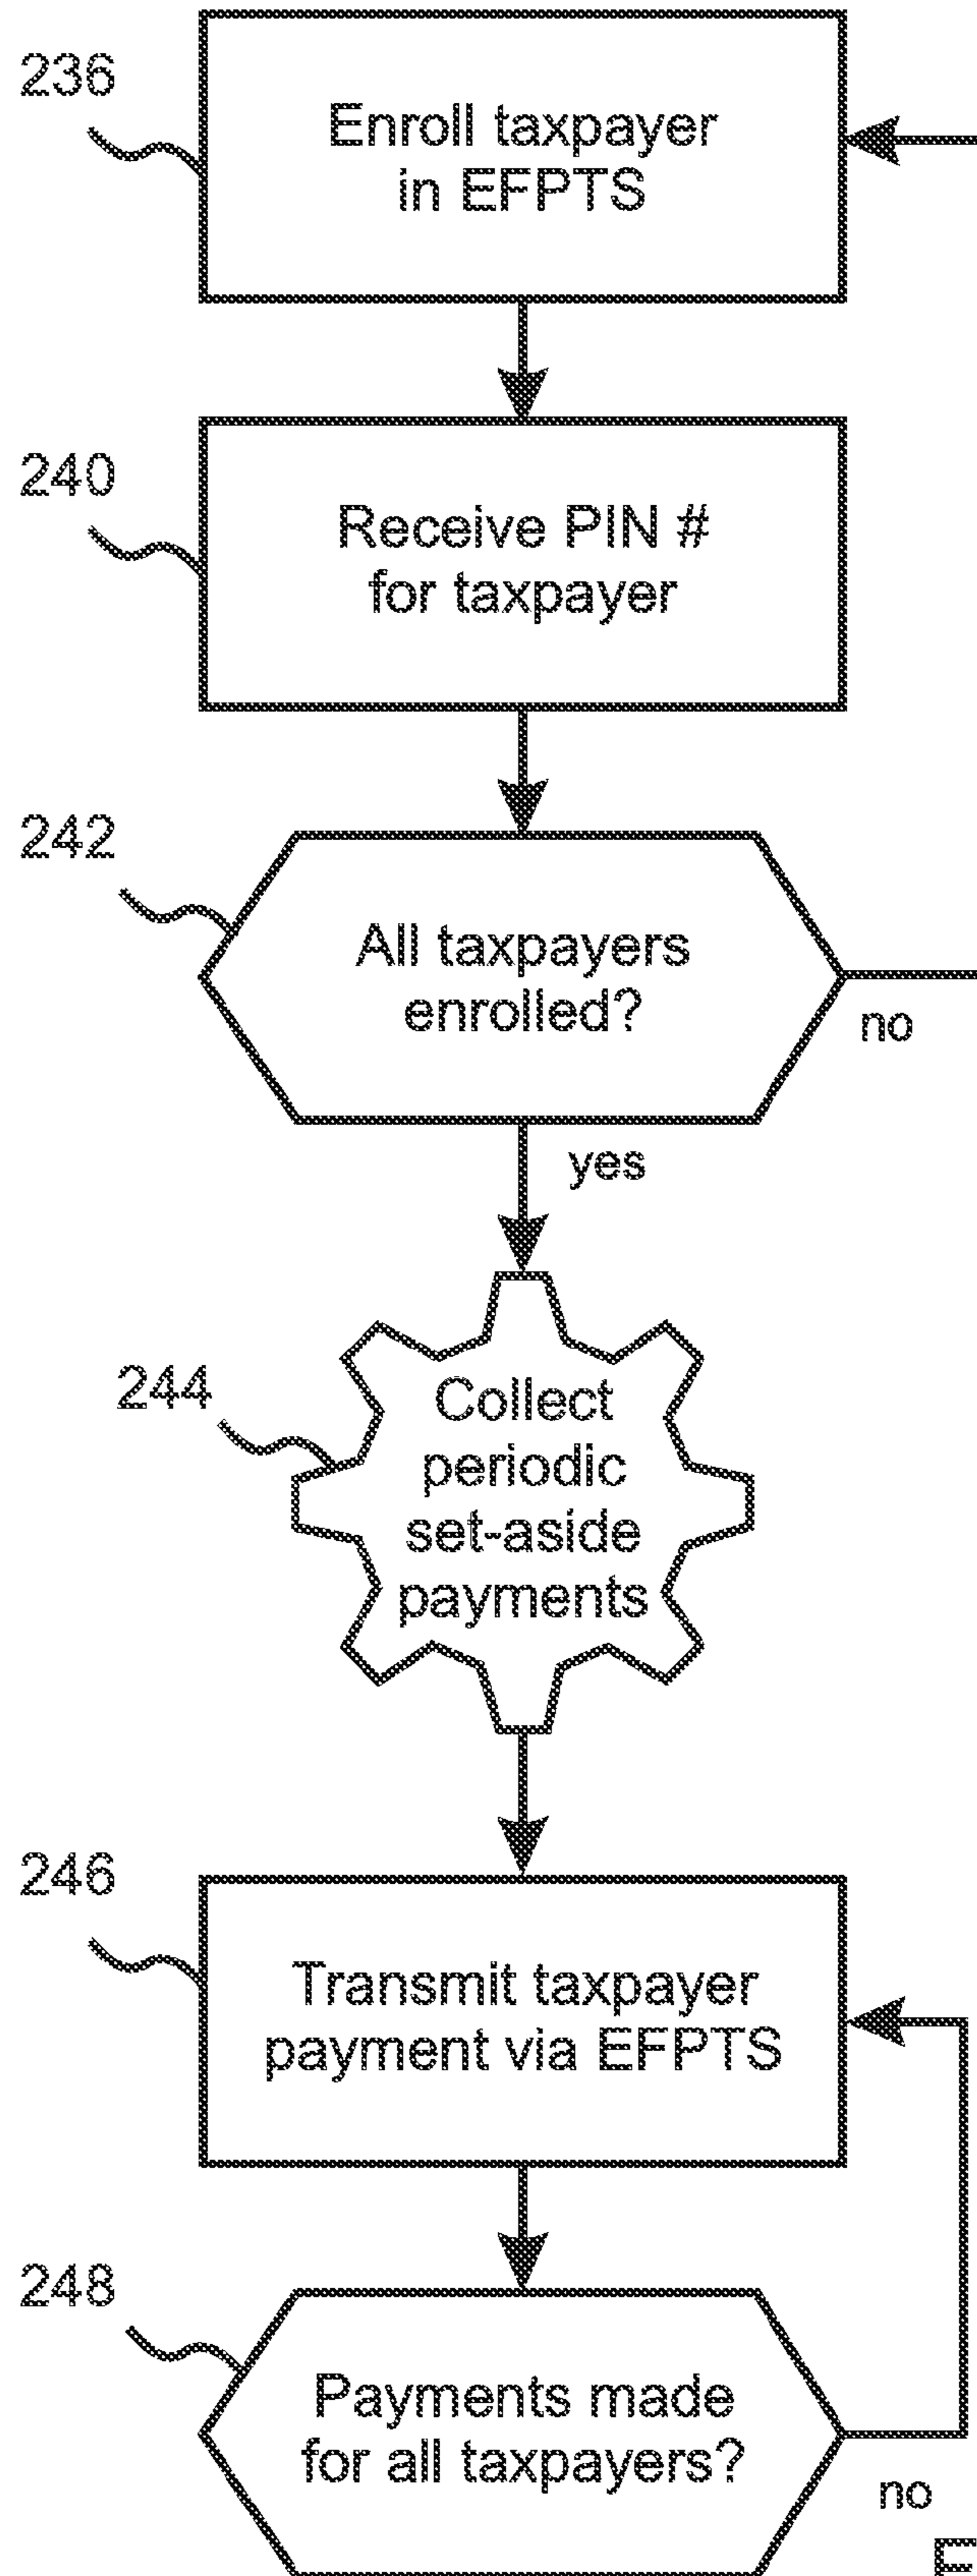 236
Enroll taxpayer
in EFPTS
240
Receive PIN #
for taxpayer
242
All taxpayers
enrolled?
no
yes
244
Collect
periodic
set-aside
payments
246
Transmit taxpayer
payment via EFPTS
248
Payments made
for all taxpayers?
no